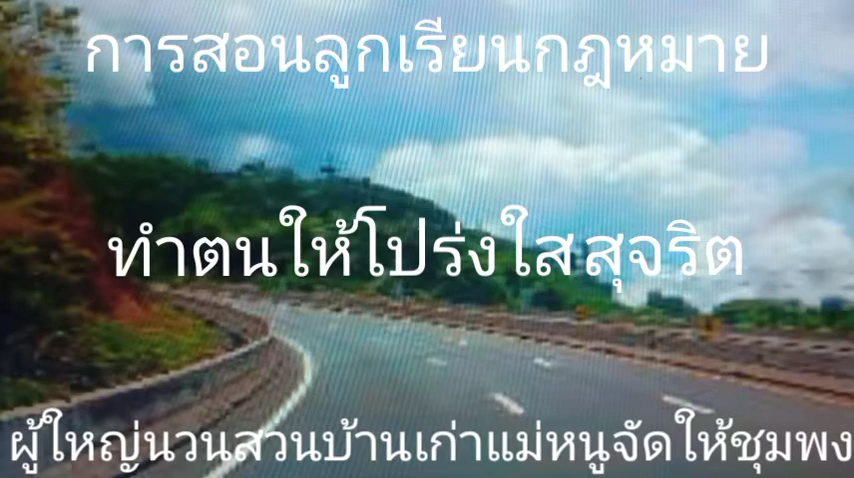 การสอนลูกเรียนกฎหมาย
ทำตนให้โปร่งใสสุจริต
ผู้ใหญ่นวนสวนบ้านเก่าแม่หนูจัดให้ชุมพง